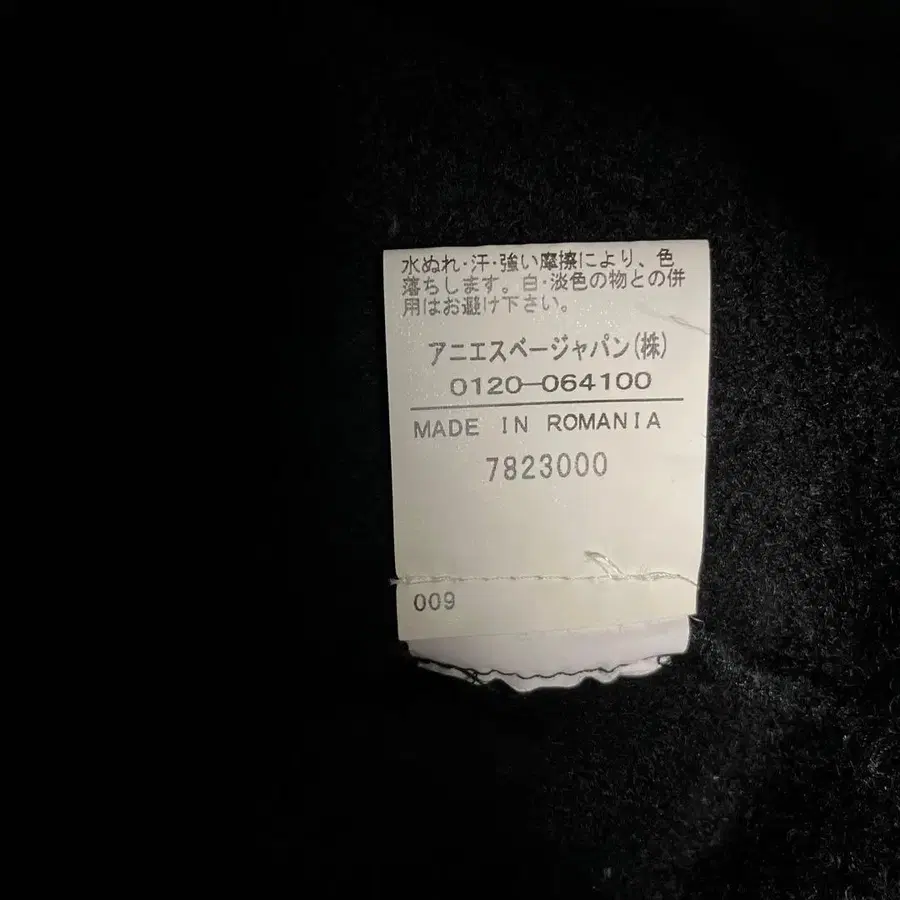 水ぬれ・汗・強い摩擦により、色
落ちします。白・淡色の物との併
用はお避け下さい。
アニエスベージャパン(株)
0120-064100
MADE IN ROMANIA
7823000
009